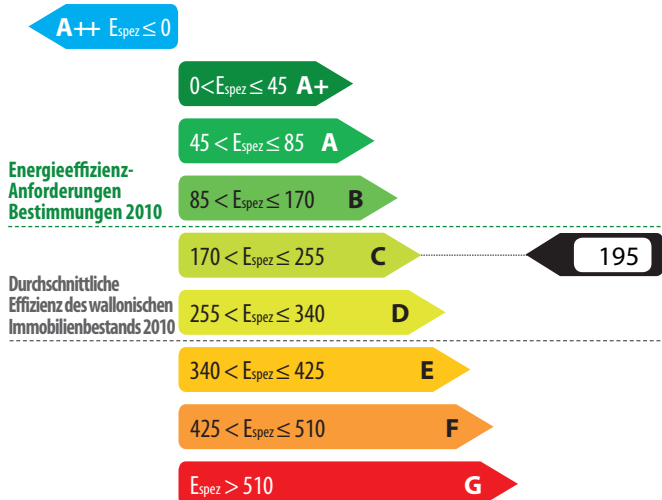 A++ Espez ≤ 0
0 < Espez ≤ 45 A+
45 < Espez ≤ 85 A
Energieeffizienz-
Anforderungen
Bestimmungen 2010
85 < Espez ≤ 170 B
170 < Espez ≤ 255 C
195
Durchschnittliche
Effizienz des wallonischen
Immobilienbestands 2010
255 < Espez ≤ 340 D
340 < Espez ≤ 425 E
425 < Espez ≤ 510 F
Espez > 510 G